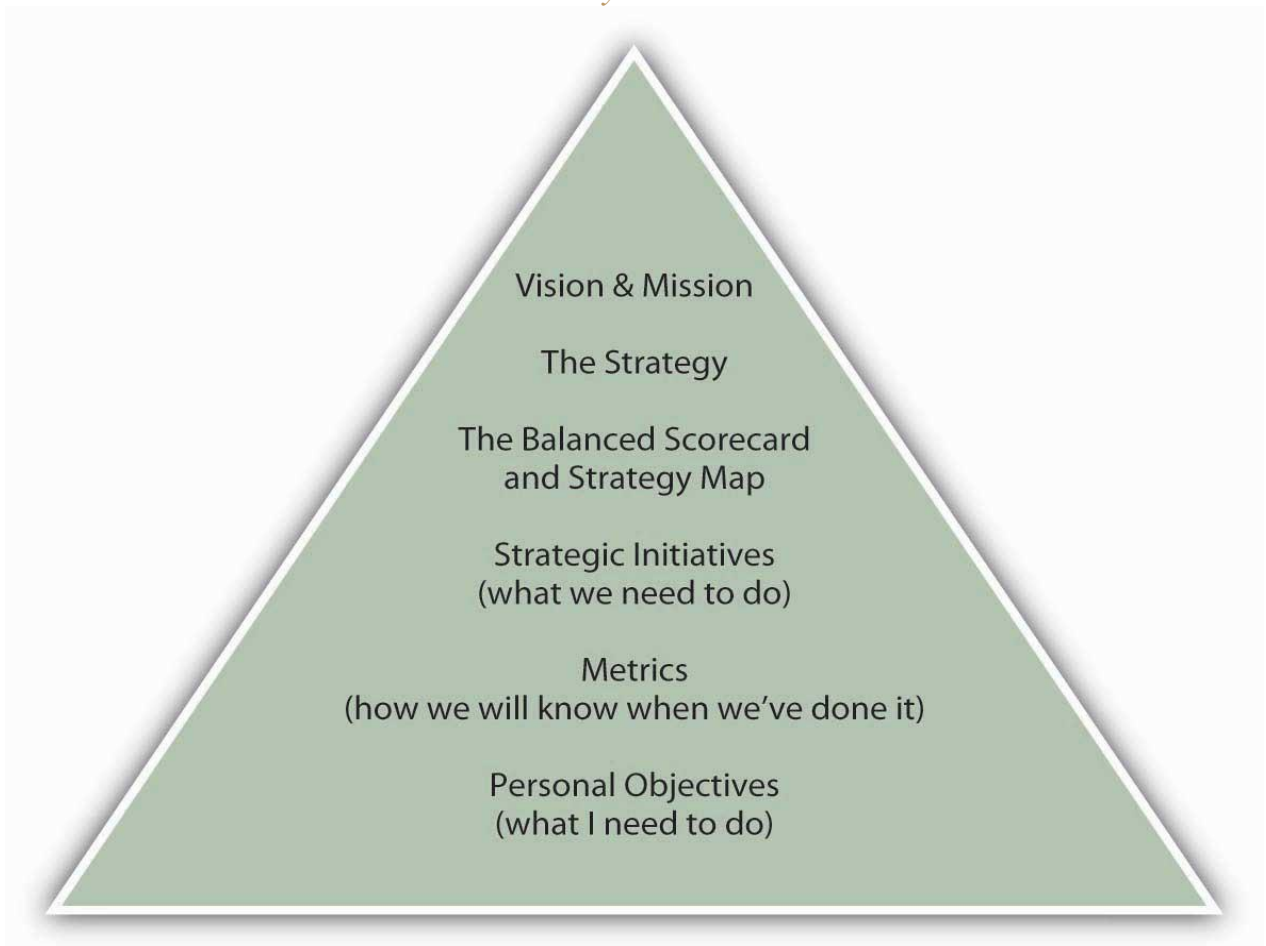 Vision & Mission
The Strategy
The Balanced Scorecard
and Strategy Map
Strategic Initiatives
(what we need to do)
Metrics
(how we will know when we've done it)
Personal Objectives
(what I need to do)